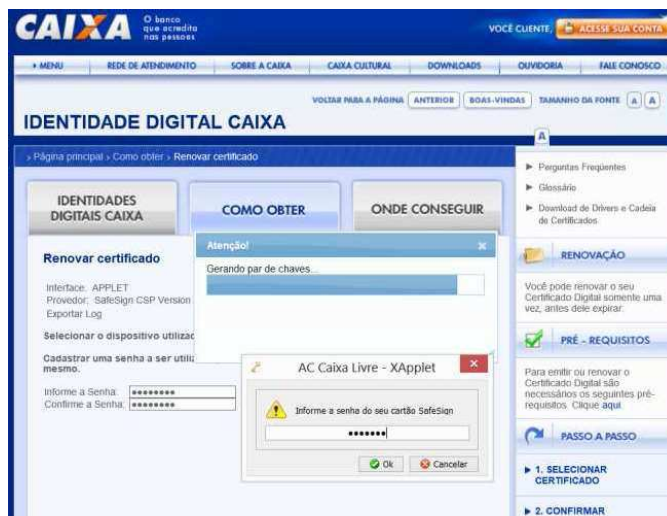 CAIXA
O banco
que acredita
nas pessoas
VOCÊ CLIENTE, ACESSE SUA CONTA
MENU REDE DE ATENDIMENTO SOBRE A CAIXA CAIXA CULTURAL DOWNLOADS OUVIDORIA FALE CONOSCO
VOLTAR PARA A PÁGINA ANTERIOR BOAS-VINDAS TAMANHO DA FONTE A A
A
IDENTIDADE DIGITAL CAIXA
> Página principal > Como obter > Renovar certificado
IDENTIDADES
DIGITAIS CAIXA
COMO OBTER
ONDE CONSEGUIR
Renovar certificado
Interface: APPLET
Provedor: SafeSign CSP Version
Exportar Log
Selecionar o dispositivo utilizad
Cadastrar uma senha a ser utili
mesmo.
Informe a Senha:
Confirme a Senha:
Atenção!
Gerando par de chaves...
AC Caixa Livre - XApplet
Informe a senha do seu cartão SafeSign
Ok Cancelar
Perguntas Freqüentes
Glossário
Download de Drivers e Cadeia
de Certificados
RENOVAÇÃO
Você pode renovar o seu
Certificado Digital somente uma
vez, antes dele expirar.
PRÉ - REQUISITOS
Para emitir ou renovar o
Certificado Digital são
necessários os seguintes pré-
requisitos. Clique aqui.
PASSO A PASSO
1. SELECIONAR
CERTIFICADO
2. CONFIRMAR